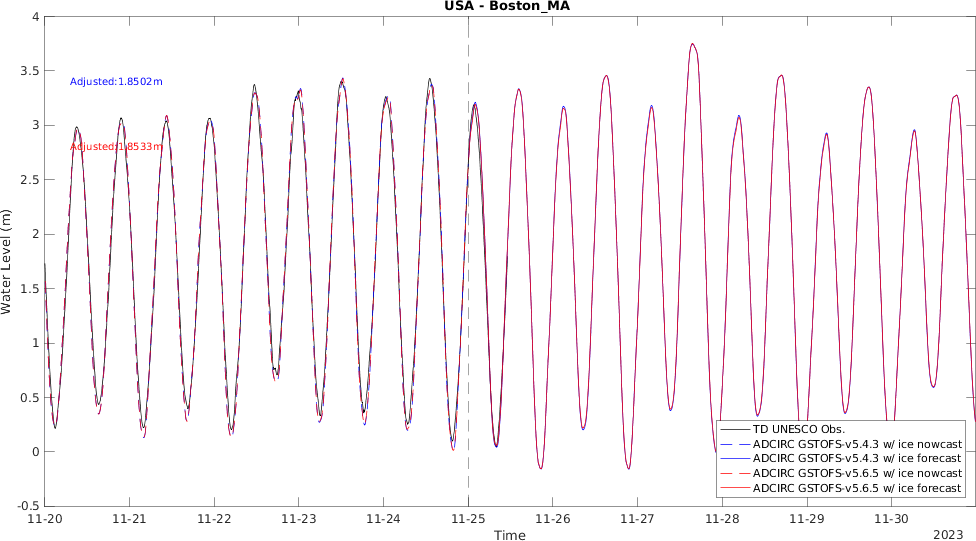 USA - Boston_MA
4
3.5
3
2.5
2
1.5
1
0.5
0
-0.5
Water Level (m)
Adjusted:1.8502m
Adjusted:1.8533m
TD UNESCO Obs.
ADCIRC GSTOFS-v5.4.3 w/ ice nowcast
ADCIRC GSTOFS-v5.4.3 w/ ice forecast
ADCIRC GSTOFS-v5.6.5 w/ ice nowcast
ADCIRC GSTOFS-v5.6.5 w/ ice forecast
11-20 11-21 11-22 11-23 11-24 11-25 11-26 11-27 11-28 11-29 11-30
Time
2023